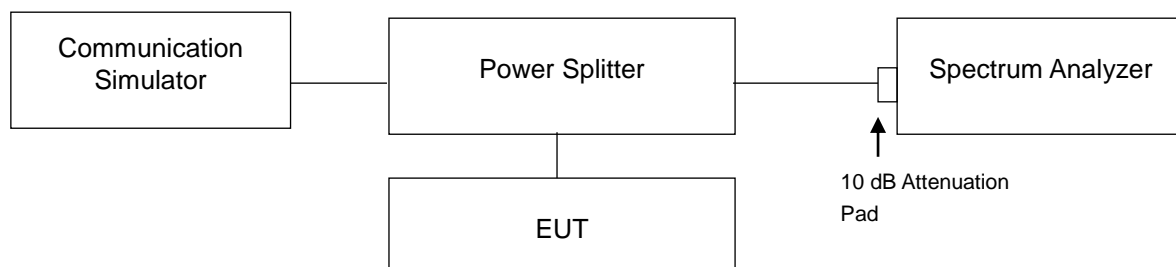 Communication
Simulator
Power Splitter
Spectrum Analyzer
10 dB Attenuation
Pad
EUT